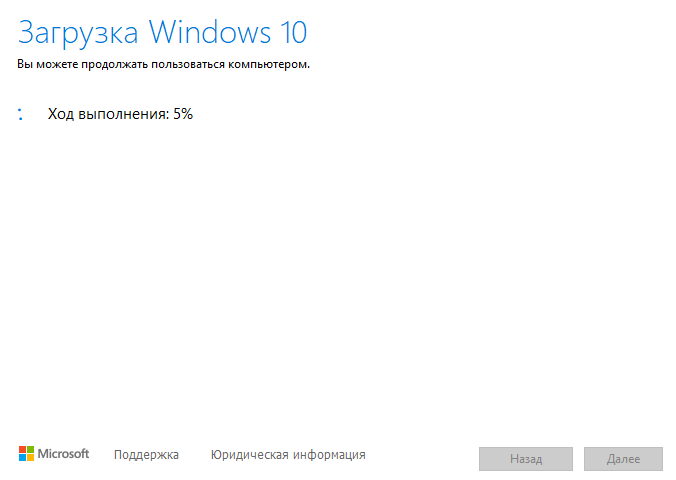 Загрузка Windows 10
Вы можете продолжать пользоваться компьютером.
Ход выполнения: 5%
Microsoft Поддержка Юридическая информация Назад Далее